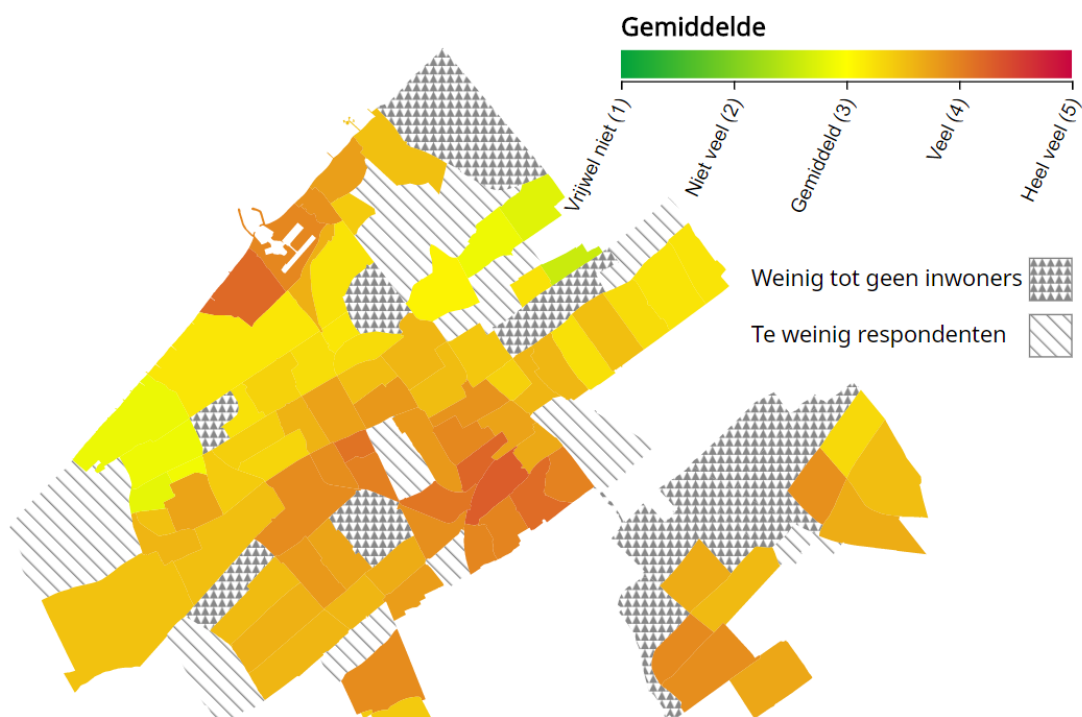 Gemiddelde
Vrijwel niet (1)
Niet veel (2)
Gemiddeld (3)
Veel (4)
Heel veel (5)
Weinig tot geen inwoners
Te weinig respondenten